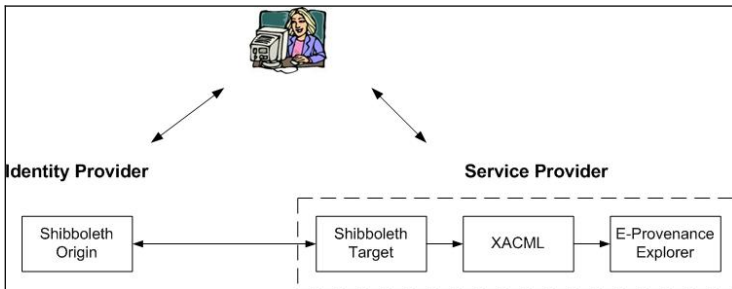 Identity Provider
Service Provider
Shibboleth
Origin
Shibboleth
Target
XACML
E-Provenance
Explorer